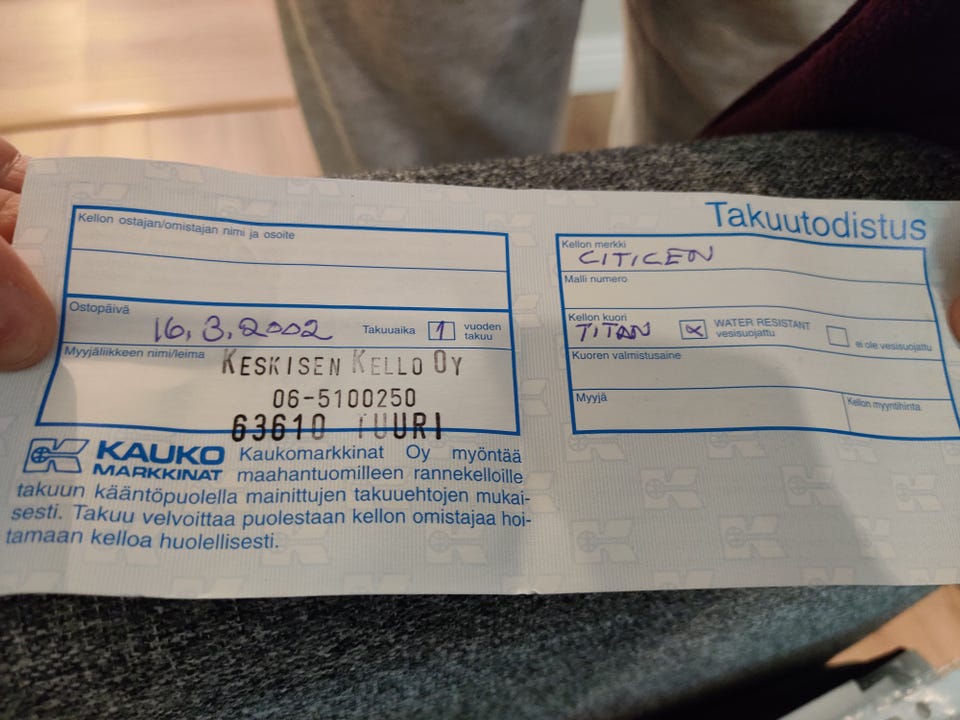 Takuutodistus
Kellon ostajan/omistajan nimi ja osoite
Ostopäivä
16.3.2002
Takuuaika 1 vuoden
takuu
Myyjäliikkeen nimi/leima
KESKISEN KELLO OY
06-5100250
63610 TUURI
KAUKO
MARKKINAT
Kaukomarkkinat Oy myöntää
maahantuomilleen rannekelloille
takuun kääntöpuolella mainittujen takuuehtojen mukai-
sesti. Takuu velvoittaa puolestaan kellon omistajaa hoi-
tamaan kelloa huolellisesti.
Kellon merkki
CITICEN
Malli numero
Kellon kuori
TITAN
x WATER RESISTANT
vesisuojattu
ei ole vesisuojattu
Kuoren valmistusaine
Myyjä
Kellon myyntihinta